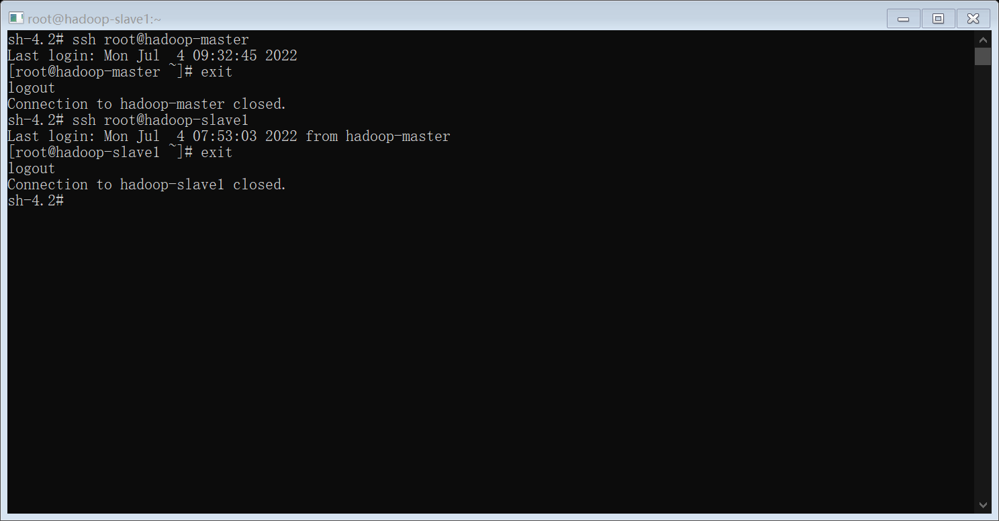 root@hadoop-slave1:~
sh-4.2# ssh root@hadoop-master
Last login: Mon Jul  4 09:32:45 2022
[root@hadoop-master ~]# exit
logout
Connection to hadoop-master closed.
sh-4.2# ssh root@hadoop-slave1
Last login: Mon Jul  4 07:53:03 2022 from hadoop-master
[root@hadoop-slave1 ~]# exit
logout
Connection to hadoop-slave1 closed.
sh-4.2#